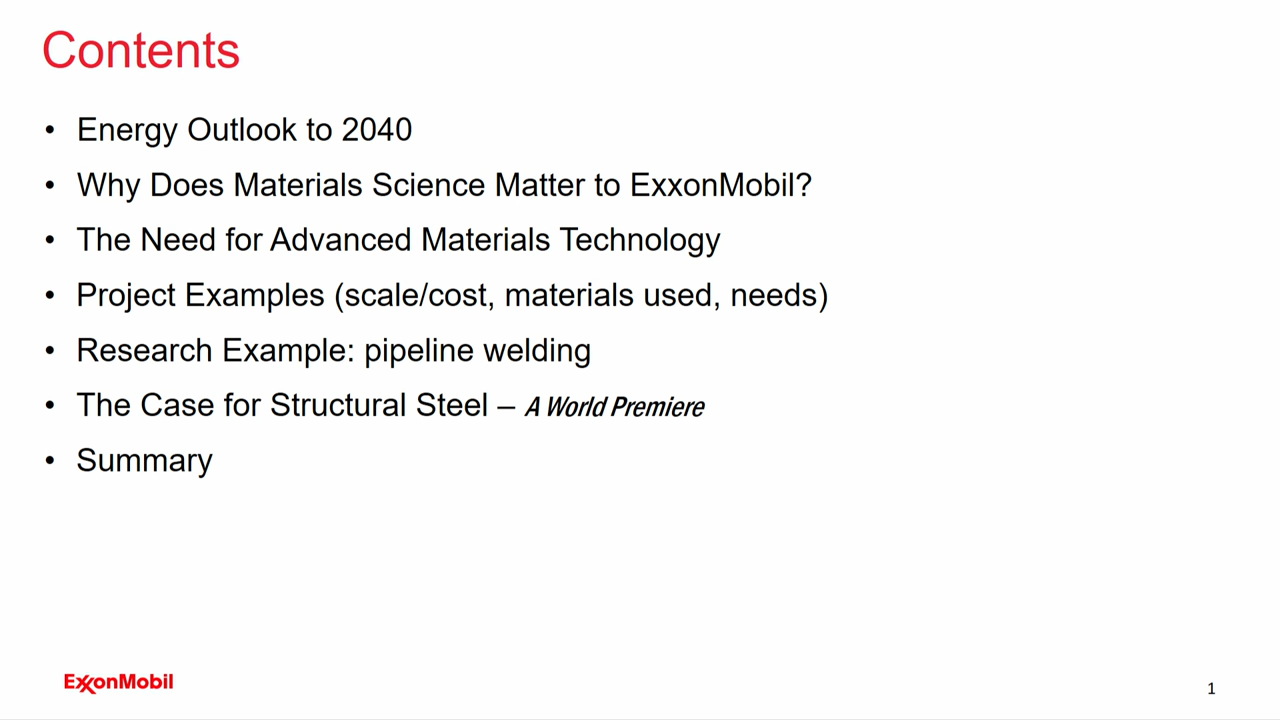 Contents
• Energy Outlook to 2040
• Why Does Materials Science Matter to ExxonMobil?
• The Need for Advanced Materials Technology
• Project Examples (scale/cost, materials used, needs)
• Research Example: pipeline welding
• The Case for Structural Steel – A World Premiere
• Summary
ExxonMobil
1